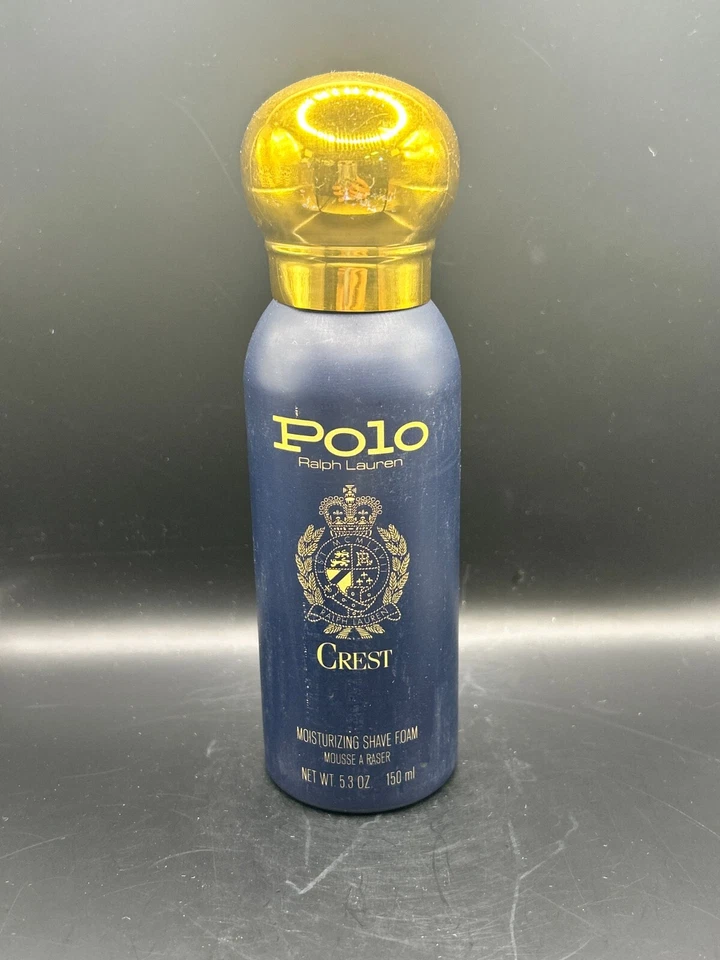 Polo
Ralph Lauren
RALPH LAUREN
CREST
MOISTURIZING SHAVE FOAM
MOUSSE A RASER
NET WT. 5.3 OZ. 150 ml